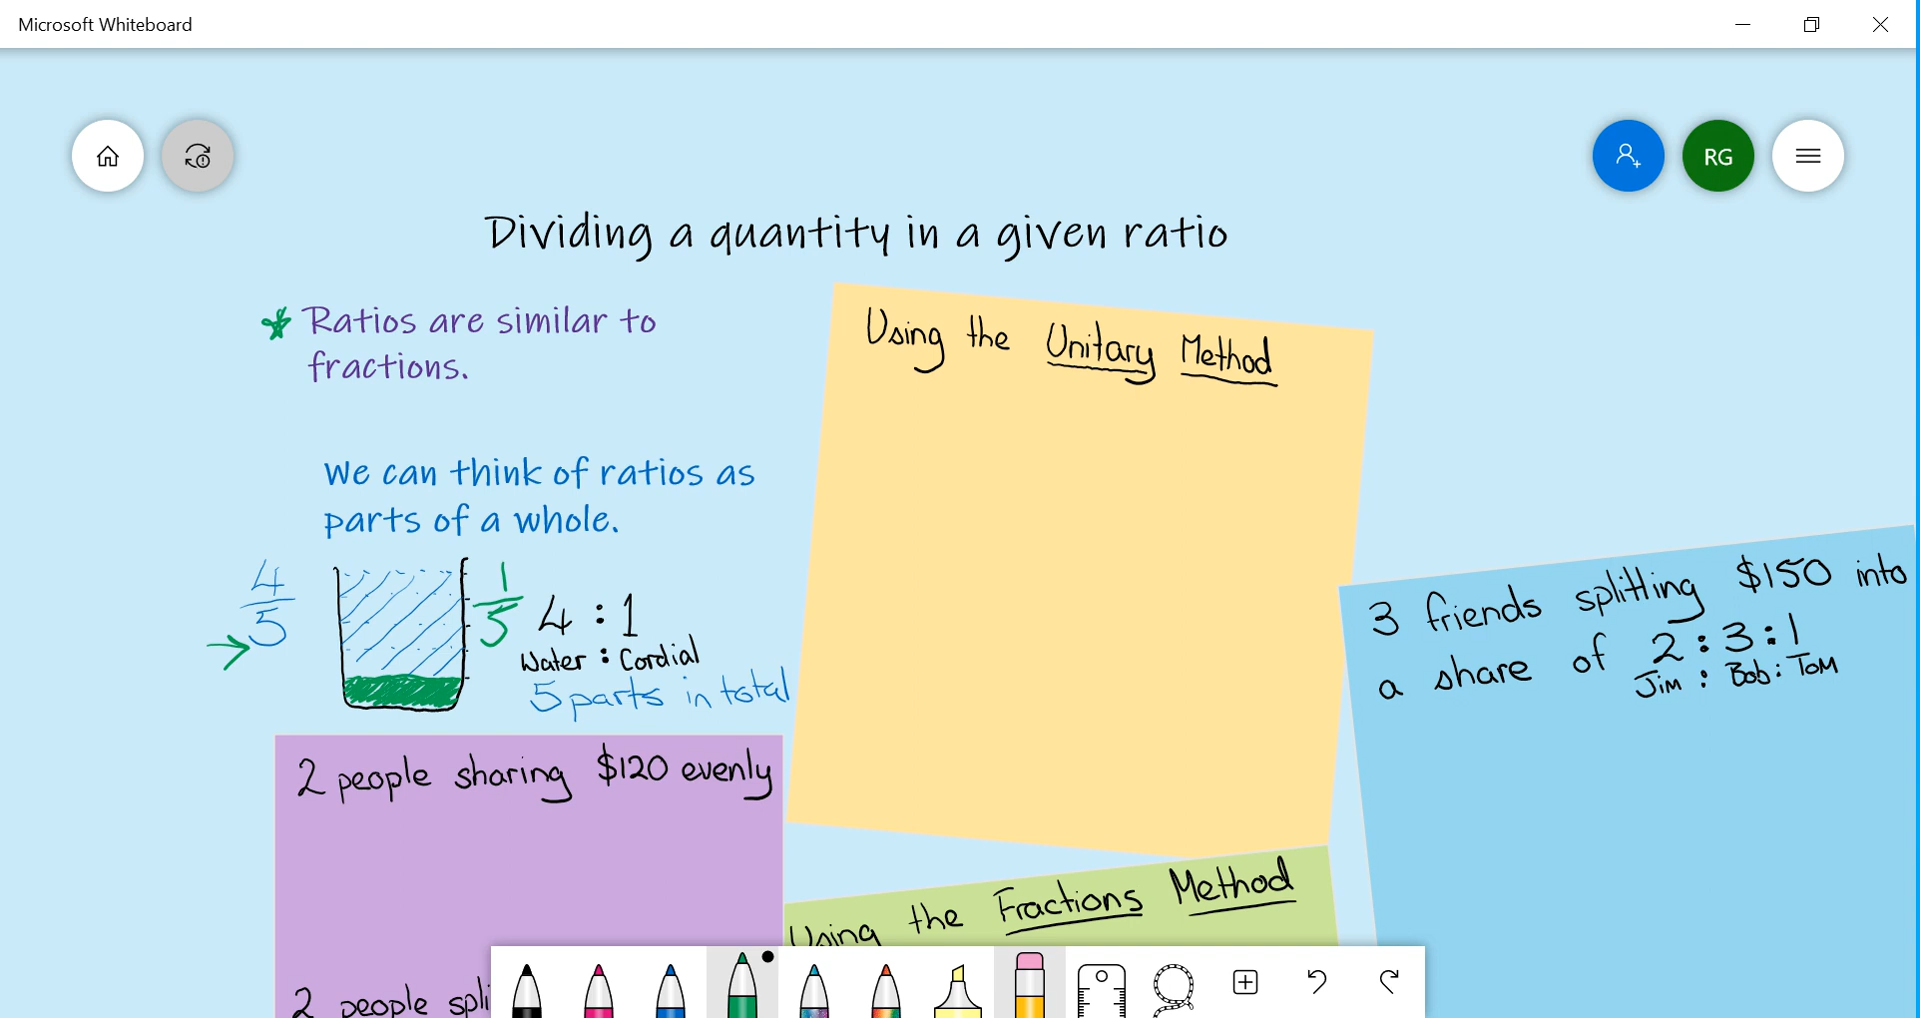 Microsoft Whiteboard
RG
Dividing a quantity in a given ratio
Ratios are similar to
fractions.
We can think of ratios as
parts of a whole.
4
5
1
5
4 : 1
Water : Cordial
5 parts in total
Using the Unitary Method
3 friends splitting $150 into
a share of 2 : 3 : 1
Jim : Bob : Tom
2 people sharing $120 evenly
Using the Fractions Method
2 people spli